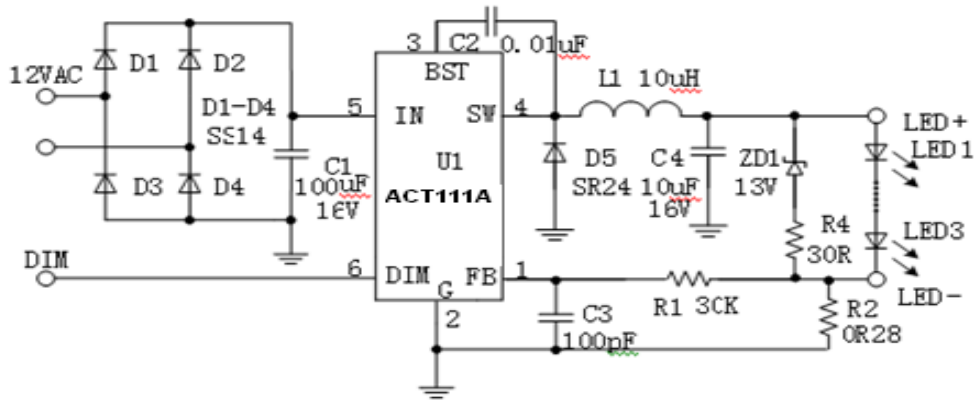 12VAC
D1
D2
D1-D4
SS14
D3
D4
DIM
C1
100uF
16V
3
C2
0.01uF
BST
5
IN
SW
4
U1
ACT111A
6
DIM
FB
1
G
2
L1 10uH
D5
SR24
C4
10uF
16V
ZD1
13V
R4
30R
R1 30K
C3
100pF
R2
0R28
LED+
LED1
LED3
LED-